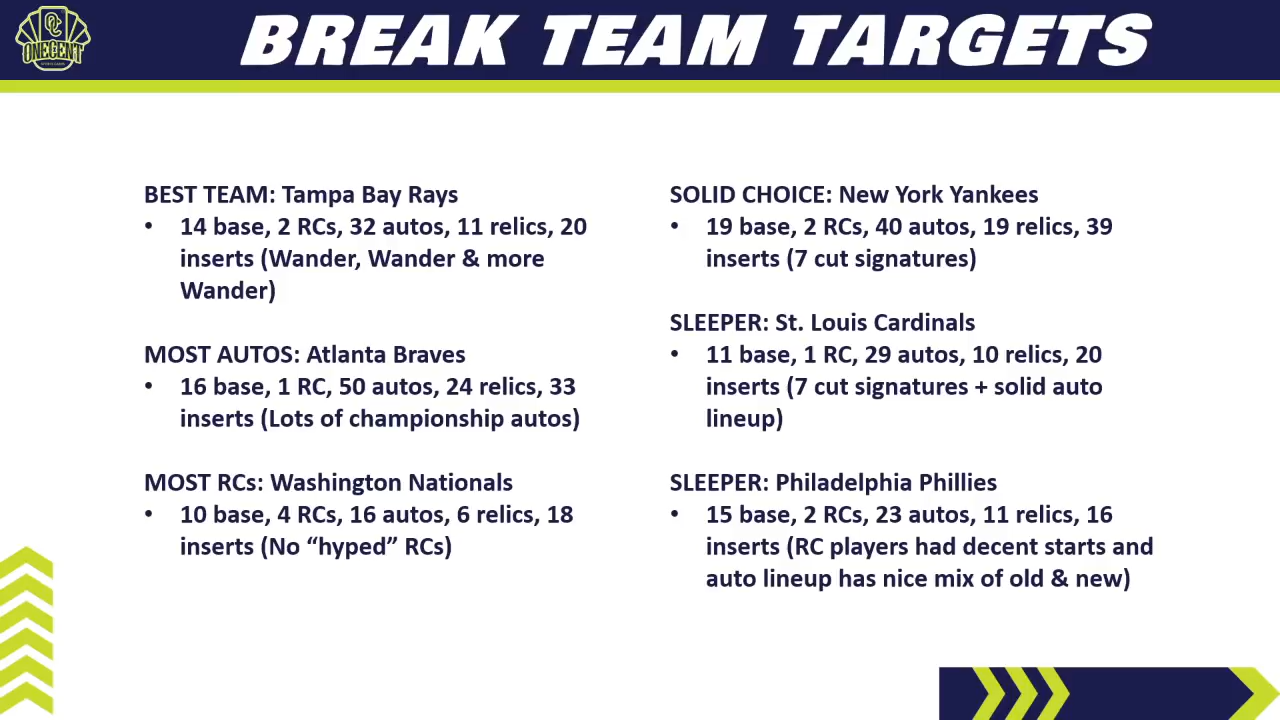 OC
ONECENT
SPORTS CARDS
BREAK TEAM TARGETS
BEST TEAM: Tampa Bay Rays
• 14 base, 2 RCs, 32 autos, 11 relics, 20
inserts (Wander, Wander & more
Wander)
MOST AUTOS: Atlanta Braves
• 16 base, 1 RC, 50 autos, 24 relics, 33
inserts (Lots of championship autos)
MOST RCs: Washington Nationals
• 10 base, 4 RCs, 16 autos, 6 relics, 18
inserts (No “hyped” RCs)
SOLID CHOICE: New York Yankees
• 19 base, 2 RCs, 40 autos, 19 relics, 39
inserts (7 cut signatures)
SLEEPER: St. Louis Cardinals
• 11 base, 1 RC, 29 autos, 10 relics, 20
inserts (7 cut signatures + solid auto
lineup)
SLEEPER: Philadelphia Phillies
• 15 base, 2 RCs, 23 autos, 11 relics, 16
inserts (RC players had decent starts and
auto lineup has nice mix of old & new)